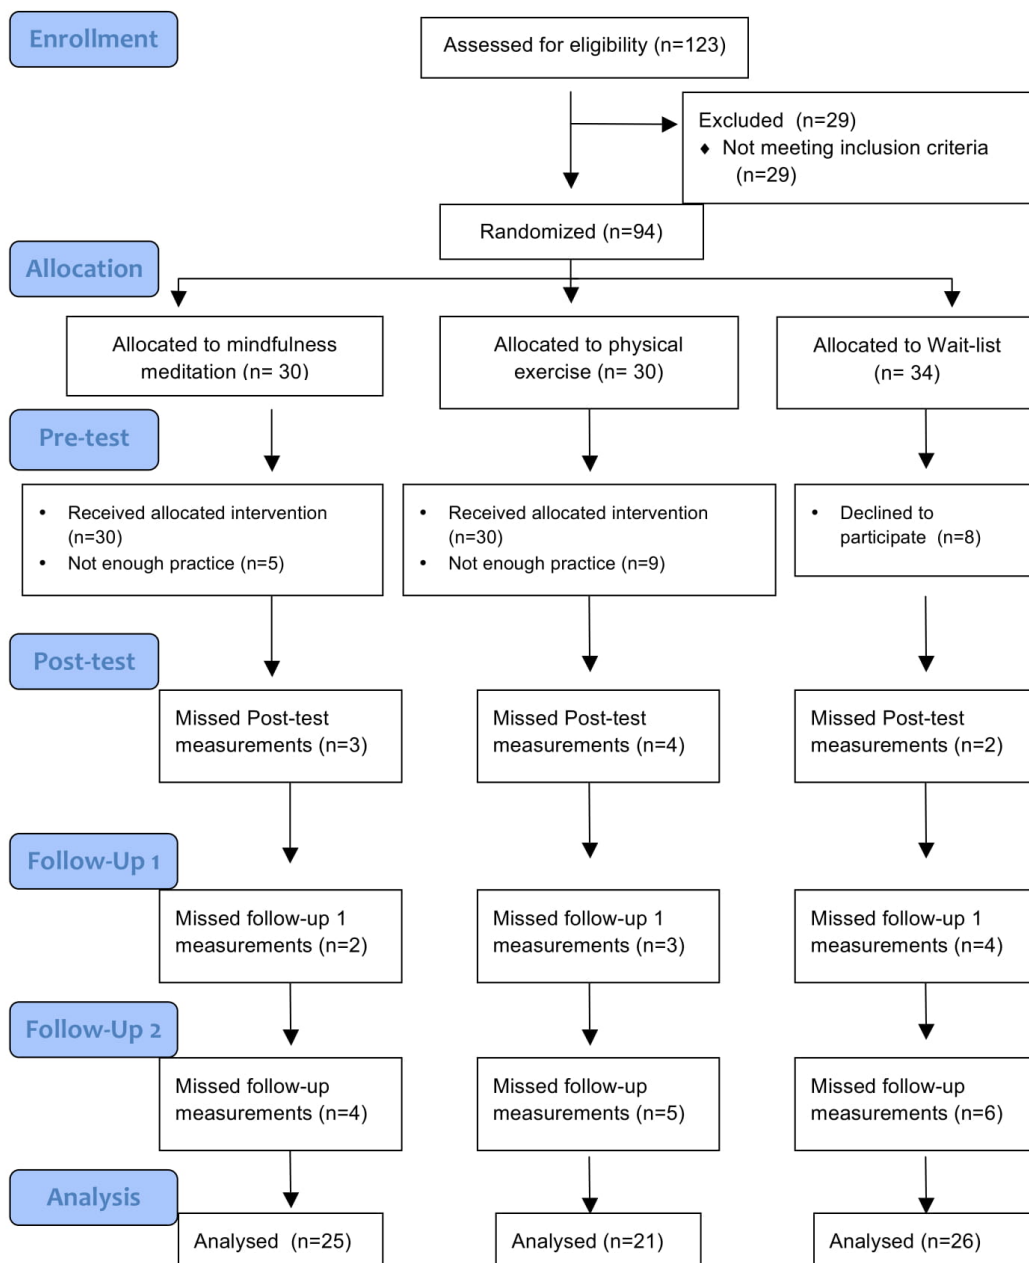 Enrollment
Assessed for eligibility (n=123)
Excluded (n=29)
♦ Not meeting inclusion criteria
(n=29)
Randomized (n=94)
Allocation
Allocated to mindfulness
meditation (n= 30)
Allocated to physical
exercise (n= 30)
Allocated to Wait-list
(n= 34)
Pre-test
• Received allocated intervention
(n=30)
• Not enough practice (n=5)
• Received allocated intervention
(n=30)
• Not enough practice (n=9)
• Declined to
participate (n=8)
Post-test
Missed Post-test
measurements (n=3)
Missed Post-test
measurements (n=4)
Missed Post-test
measurements (n=2)
Follow-Up 1
Missed follow-up 1
measurements (n=2)
Missed follow-up 1
measurements (n=3)
Missed follow-up 1
measurements (n=4)
Follow-Up 2
Missed follow-up
measurements (n=4)
Missed follow-up
measurements (n=5)
Missed follow-up
measurements (n=6)
Analysis
Analysed (n=25)
Analysed (n=21)
Analysed (n=26)